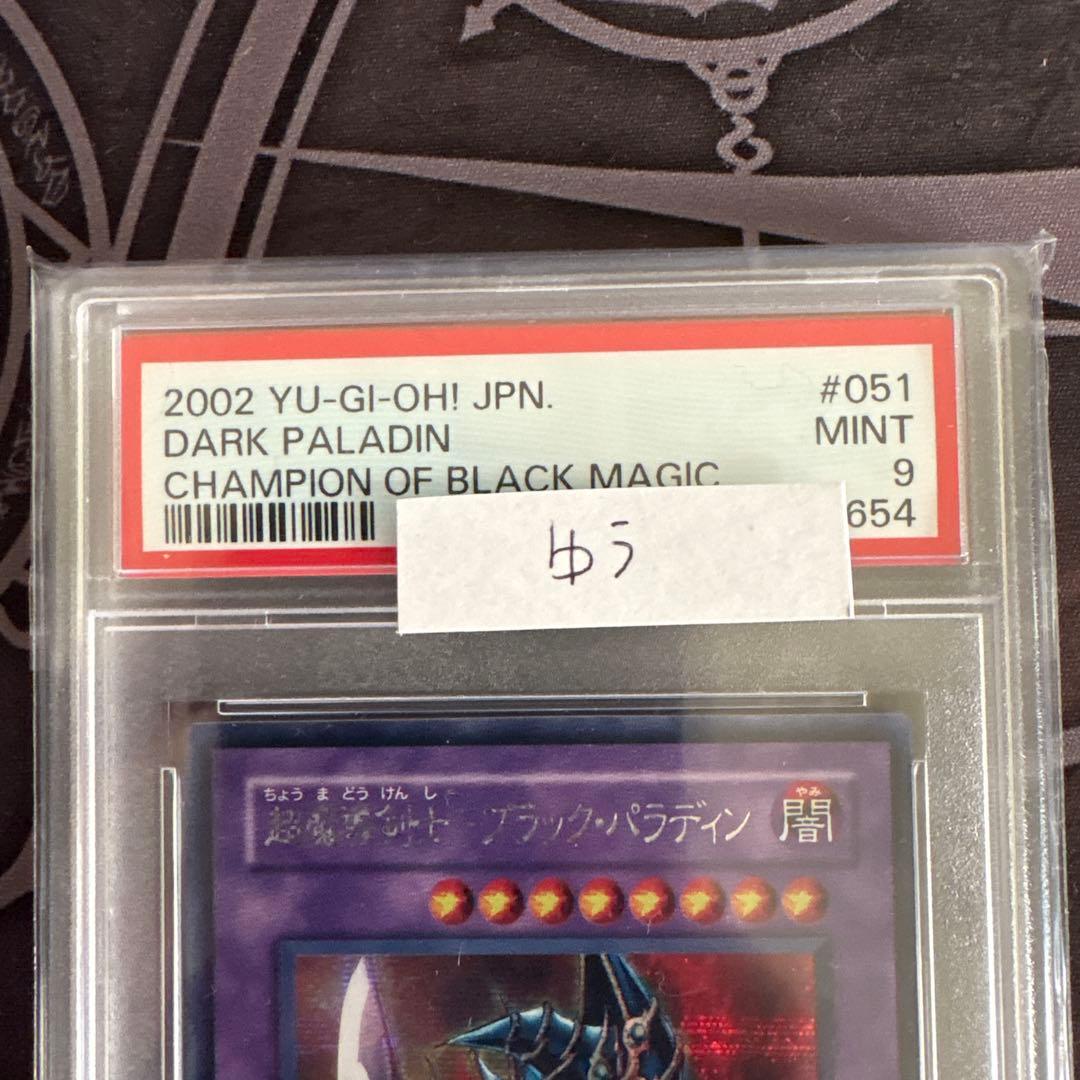 2002 YU-GI-OH! JPN. #051
DARK PALADIN MINT
CHAMPION OF BLACK MAGIC 9
654
ゆう
ちょう ま どう けん し
超魔導剣士-ブラック・パラディン
やみ
闇